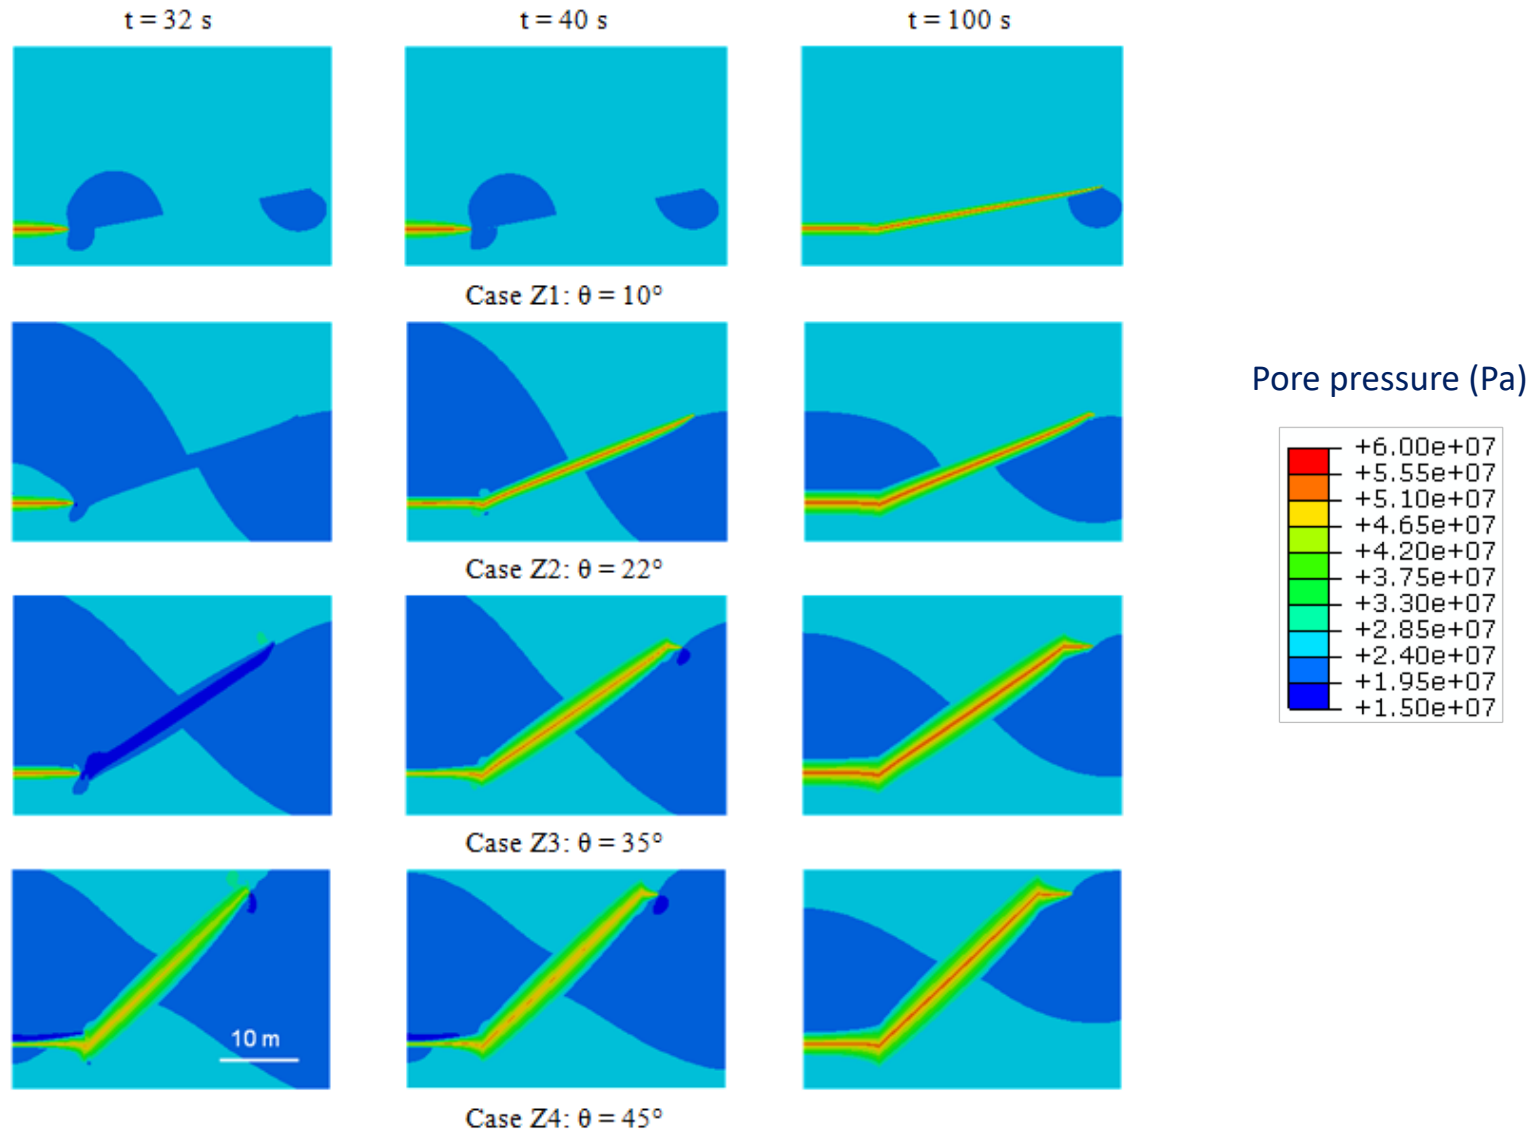 t = 32 s
t = 40 s
t = 100 s
Case Z1: θ = 10°
Case Z2: θ = 22°
Case Z3: θ = 35°
10 m
Case Z4: θ = 45°
Pore pressure (Pa)
+6.00e+07
+5.55e+07
+5.10e+07
+4.65e+07
+4.20e+07
+3.75e+07
+3.30e+07
+2.85e+07
+2.40e+07
+1.95e+07
+1.50e+07